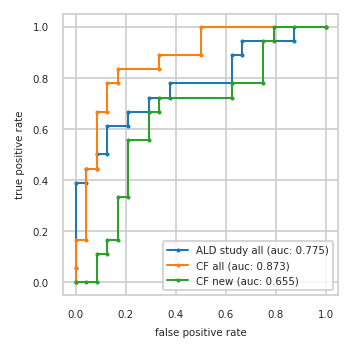 1.0
0.8
0.6
0.4
0.2
0.0
true positive rate
ALD study all (auc: 0.775)
CF all (auc: 0.873)
CF new (auc: 0.655)
0.0 0.2 0.4 0.6 0.8 1.0
false positive rate